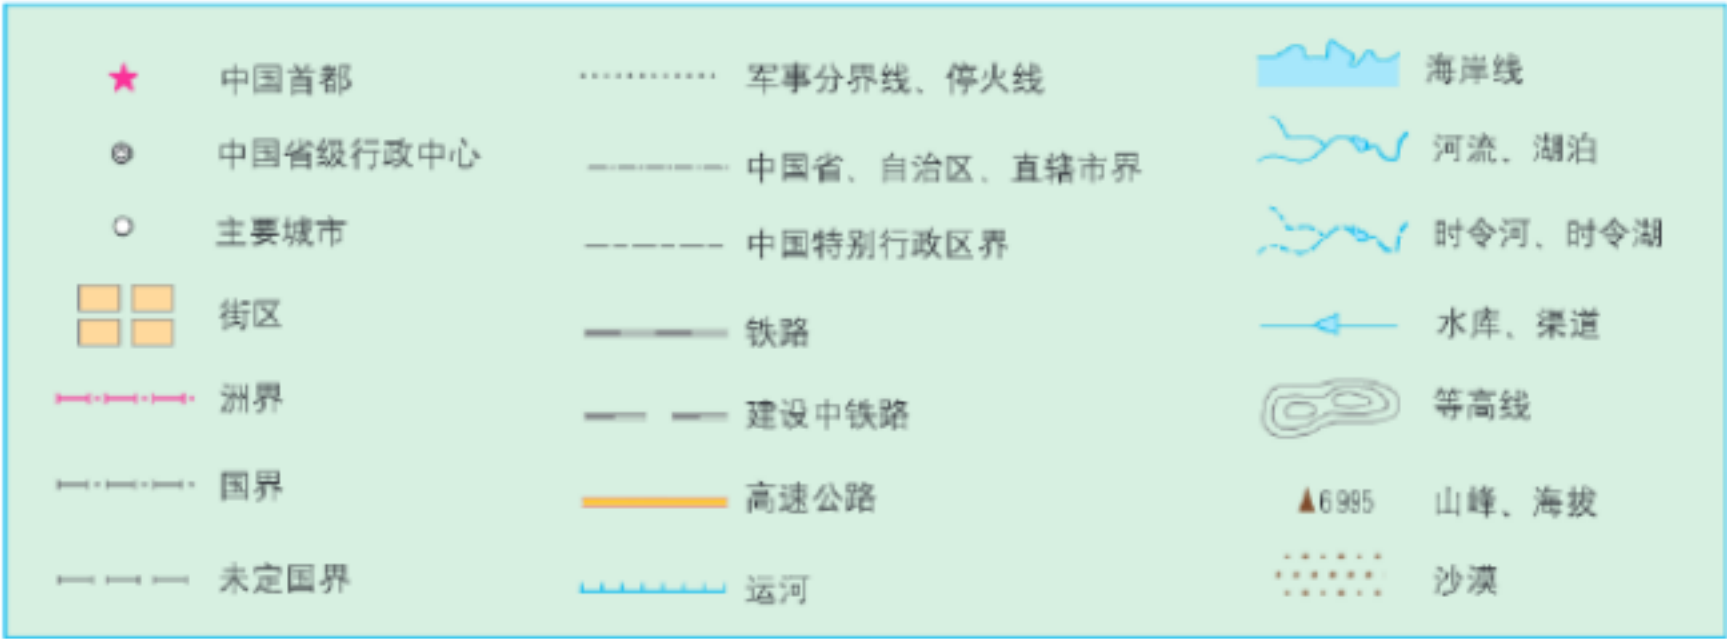 中国首都
中国省级行政中心
主要城市
街区
洲界
国界
未定国界
军事分界线、停火线
中国省、自治区、直辖市界
中国特别行政区界
铁路
建设中铁路
高速公路
运河
海岸线
河流、湖泊
时令河、时令湖
水库、渠道
等高线
6995 山峰、海拔
沙漠